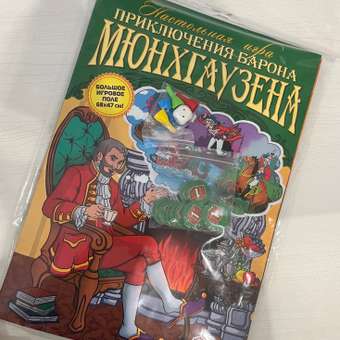 Настольная игра
ПРИКЛЮЧЕНИЯ БАРОНА
МЮНХГАУЗЕНА
БОЛЬШОЕ
ИГРОВОЕ
ПОЛЕ
68х47 см!